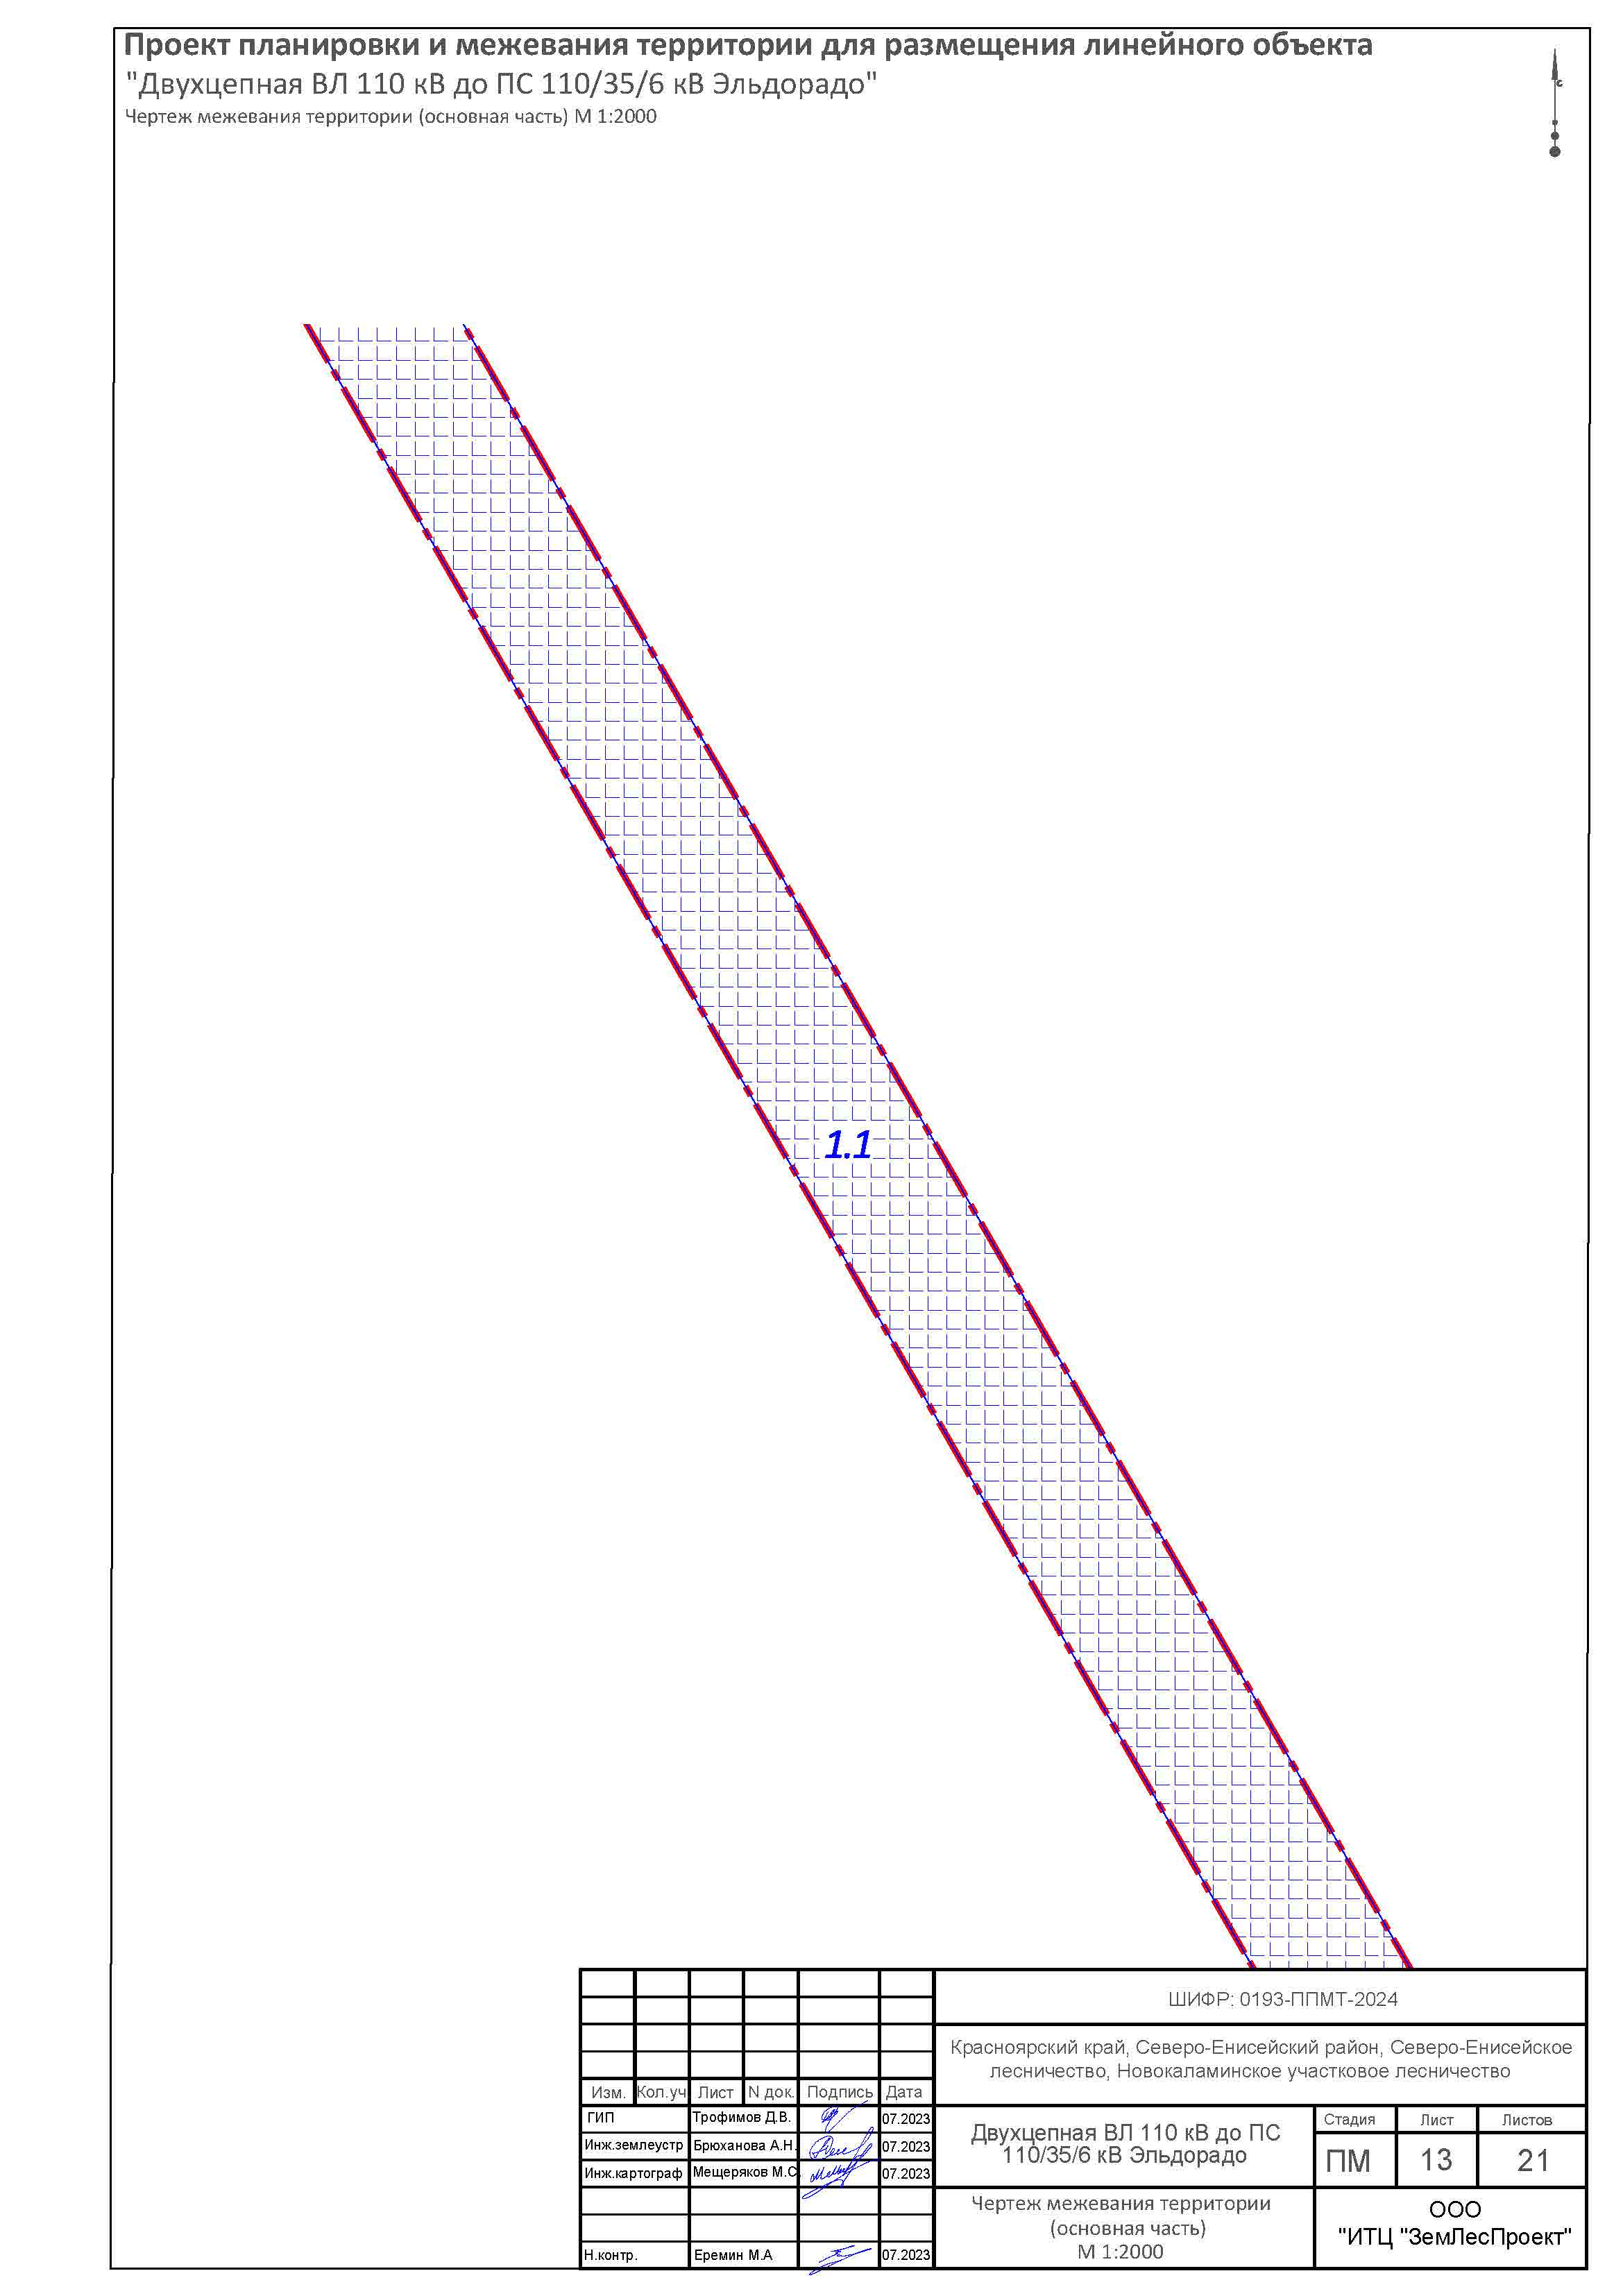 Проект планировки и межевания территории для размещения линейного объекта
"Двухцепная ВЛ 110 кВ до ПС 110/35/6 кВ Эльдорадо"
Чертеж межевания территории (основная часть) М 1:2000
с
1.1
ШИФР: 0193-ППМТ-2024
Красноярский край, Северо-Енисейский район, Северо-Енисейское
лесничество, Новокаламинское участковое лесничество
Изм. Кол.уч Лист N док. Подпись Дата
ГИП Трофимов Д.В. 07.2023
Инж.землеустр Брюханова А.Н. 07.2023
Инж.картограф Мещеряков М.С. 07.2023
Н.контр. Еремин М.А 07.2023
Двухцепная ВЛ 110 кВ до ПС
110/35/6 кВ Эльдорадо
Стадия Лист Листов
ПМ 13 21
Чертеж межевания территории
(основная часть)
М 1:2000
ООО
"ИТЦ "ЗемЛесПроект"